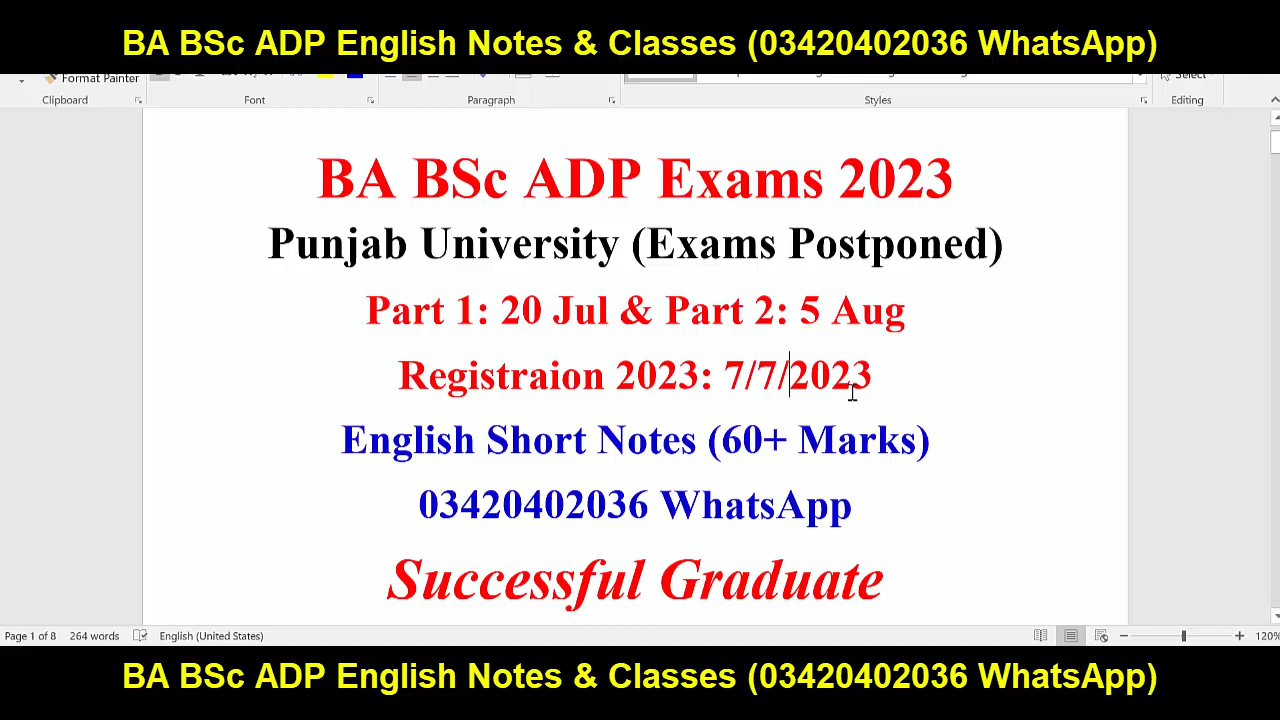 BA BSc ADP English Notes & Classes (03420402036 WhatsApp)
Format Painter
Select
Clipboard
Font
Paragraph
Styles
Editing
BA BSc ADP Exams 2023
Punjab University (Exams Postponed)
Part 1: 20 Jul & Part 2: 5 Aug
Registraion 2023: 7/7/2023
English Short Notes (60+ Marks)
03420402036 WhatsApp
Successful Graduate
Page 1 of 8 264 words English (United States) 120%
BA BSc ADP English Notes & Classes (03420402036 WhatsApp)